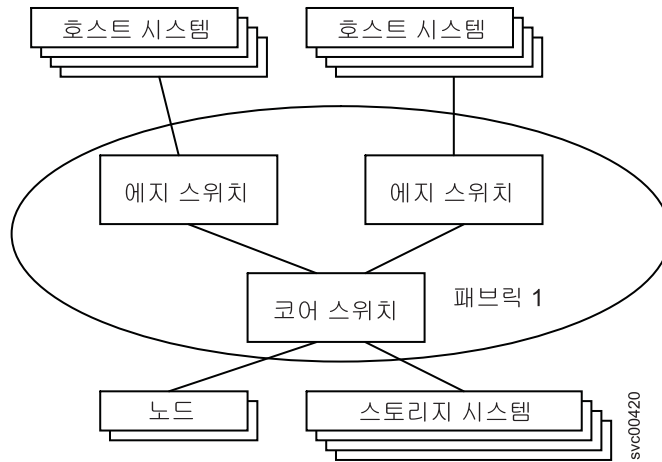 호스트 시스템
호스트 시스템
에지 스위치
에지 스위치
코어 스위치
패브릭 1
노드
스토리지 시스템
svc00420